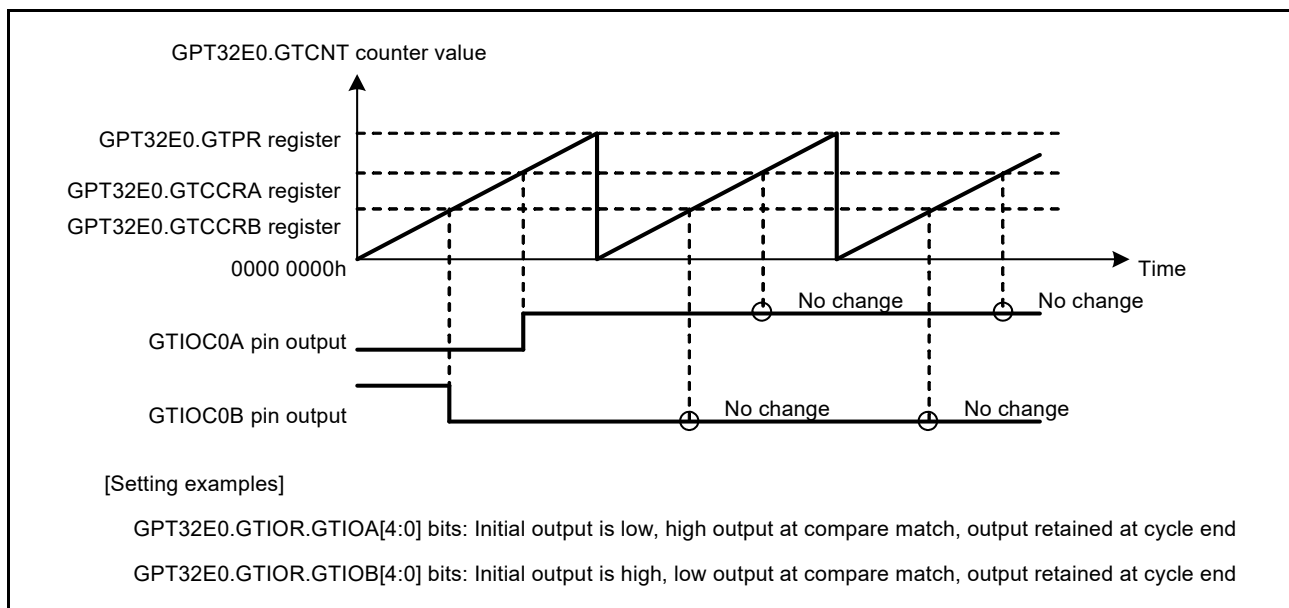 GPT32E0.GTCNT counter value
GPT32E0.GTPR register
GPT32E0.GTCCRA register
GPT32E0.GTCCRB register
0000 0000h
Time
No change
No change
GTIOC0A pin output
No change
No change
GTIOC0B pin output
[Setting examples]
GPT32E0.GTIOR.GTIOA[4:0] bits: Initial output is low, high output at compare match, output retained at cycle end
GPT32E0.GTIOR.GTIOB[4:0] bits: Initial output is high, low output at compare match, output retained at cycle end